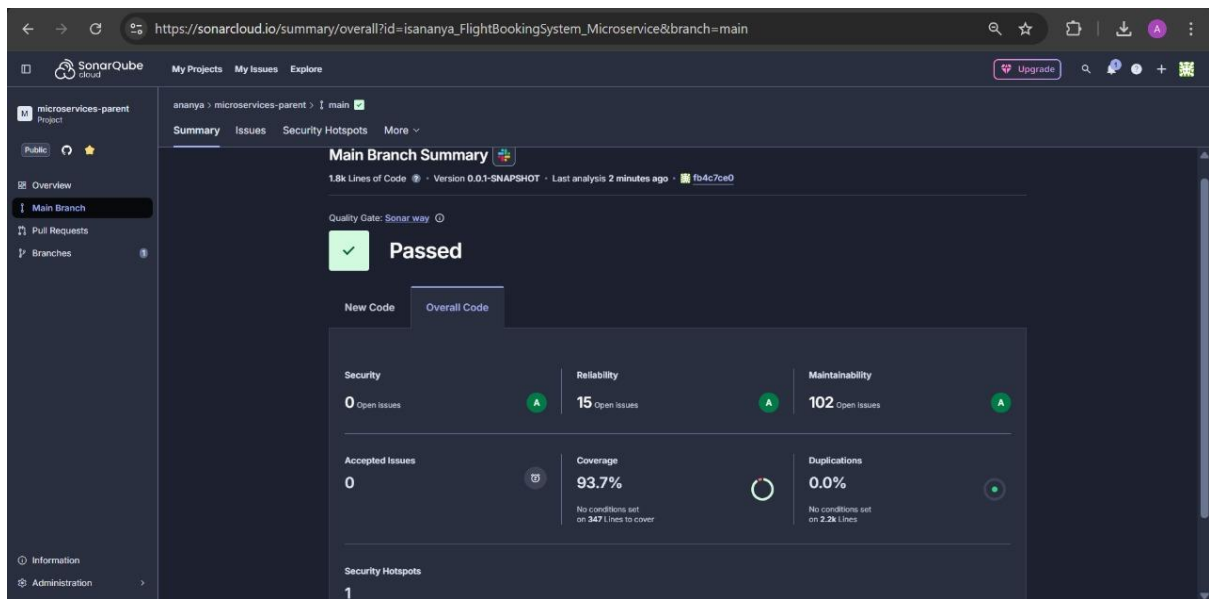 https://sonarcloud.io/summary/overall?id=isananya_FlightBookingSystem_Microservice&branch=main
A
SonarQube cloud
My Projects My Issues Explore
Upgrade
M microservices-parent
Project
Public
ananya > microservices-parent > main
Summary Issues Security Hotspots More
Overview
Main Branch
Pull Requests
Branches 1
Information
Administration
Main Branch Summary
1.8k Lines of Code ? · Version 0.0.1-SNAPSHOT · Last analysis 2 minutes ago · fb4c7ce0
Quality Gate: Sonar way
Passed
New Code Overall Code
Security
0 Open issues A
Reliability
15 Open issues A
Maintainability
102 Open issues A
Accepted Issues
0
Coverage
93.7%
No conditions set
on 347 Lines to cover
Duplications
0.0%
No conditions set
on 2.2k Lines
Security Hotspots
1